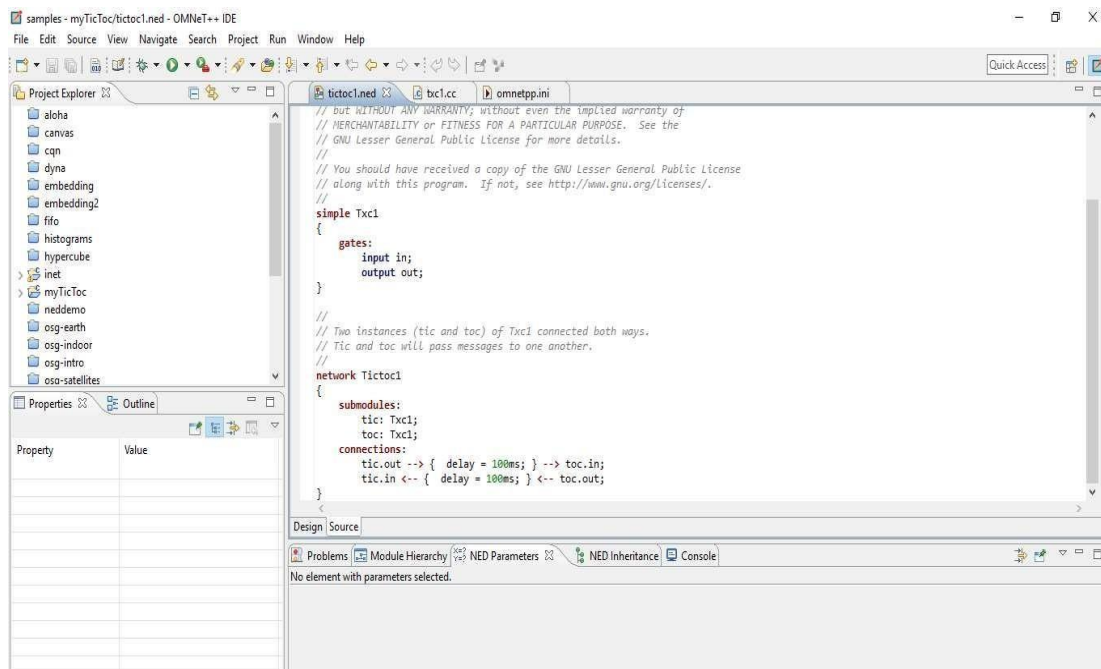 samples - myTicToc/tictoc1.ned - OMNeT++ IDE
File Edit Source View Navigate Search Project Run Window Help
Quick Access
Project Explorer
aloha
canvas
cqn
dyna
embedding
embedding2
fifo
histograms
hypercube
inet
myTicToc
neddemo
osg-earth
osg-indoor
osg-intro
osg-satellites
Properties Outline
Property Value
tictoc1.ned txc1.cc omnetpp.ini
// but WITHOUT ANY WARRANTY; without even the implied warranty of
// MERCHANTABILITY or FITNESS FOR A PARTICULAR PURPOSE. See the
// GNU Lesser General Public License for more details.
//
// You should have received a copy of the GNU Lesser General Public License
// along with this program. If not, see http://www.gnu.org/licenses/.
//
simple Txc1
{
gates:
input in;
output out;
}
//
// Two instances (tic and toc) of Txc1 connected both ways.
// Tic and toc will pass messages to one another.
//
network Tictoc1
{
submodules:
tic: Txc1;
toc: Txc1;
connections:
tic.out --> { delay = 100ms; } --> toc.in;
tic.in <-- { delay = 100ms; } <-- toc.out;
}
Design Source
Problems Module Hierarchy NED Parameters NED Inheritance Console
No element with parameters selected.